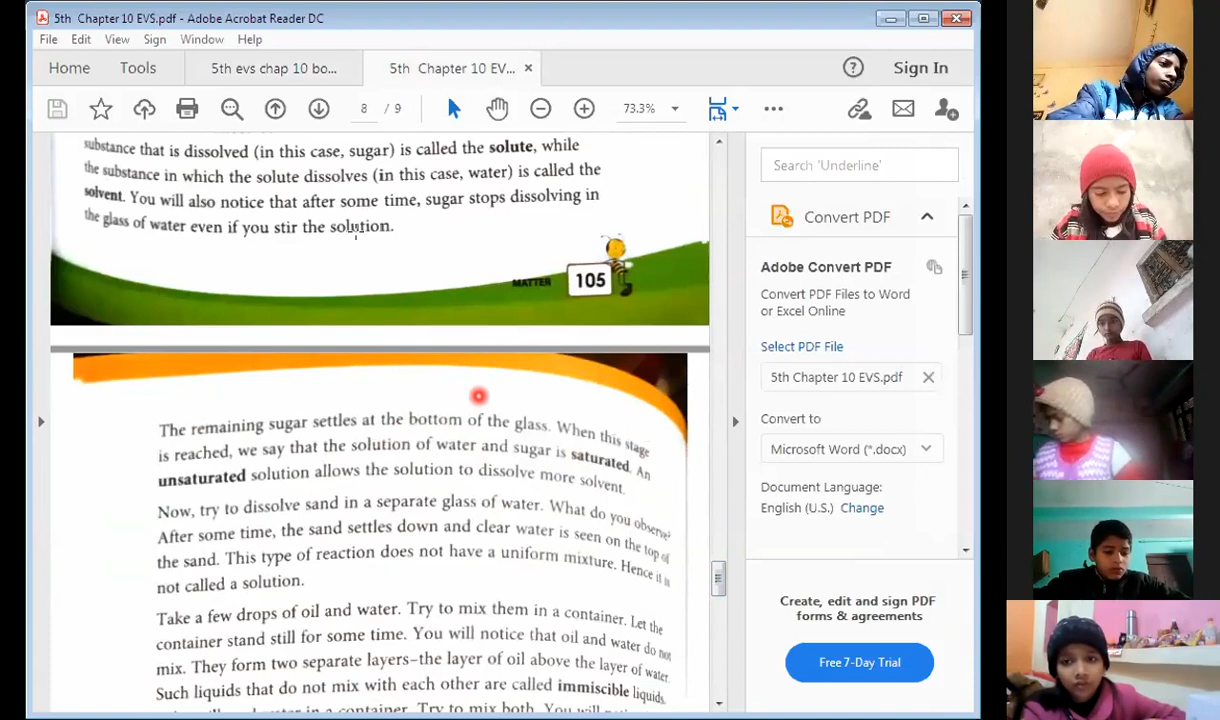 5th Chapter 10 EVS.pdf - Adobe Acrobat Reader DC
File Edit View Sign Window Help
Home Tools 5th evs chap 10 bo... 5th Chapter 10 EV... × Sign In
8 / 9 73.3%
substance that is dissolved (in this case, sugar) is called the solute, while
the substance in which the solute dissolves (in this case, water) is called the
solvent. You will also notice that after some time, sugar stops dissolving in
the glass of water even if you stir the solution.
MATTER 105
The remaining sugar settles at the bottom of the glass. When this stage
is reached, we say that the solution of water and sugar is saturated. An
unsaturated solution allows the solution to dissolve more solvent.
Now, try to dissolve sand in a separate glass of water. What do you observe?
After some time, the sand settles down and clear water is seen on the top of
the sand. This type of reaction does not have a uniform mixture. Hence it is
not called a solution.
Take a few drops of oil and water. Try to mix them in a container. Let the
container stand still for some time. You will notice that oil and water do not
mix. They form two separate layers–the layer of oil above the layer of water.
Such liquids that do not mix with each other are called immiscible liquids.
in a container. Try to mix both. You will
Search 'Underline'
Convert PDF
Adobe Convert PDF
Convert PDF Files to Word
or Excel Online
Select PDF File
5th Chapter 10 EVS.pdf
Convert to
Microsoft Word (*.docx)
Document Language:
English (U.S.) Change
Create, edit and sign PDF
forms & agreements
Free 7-Day Trial